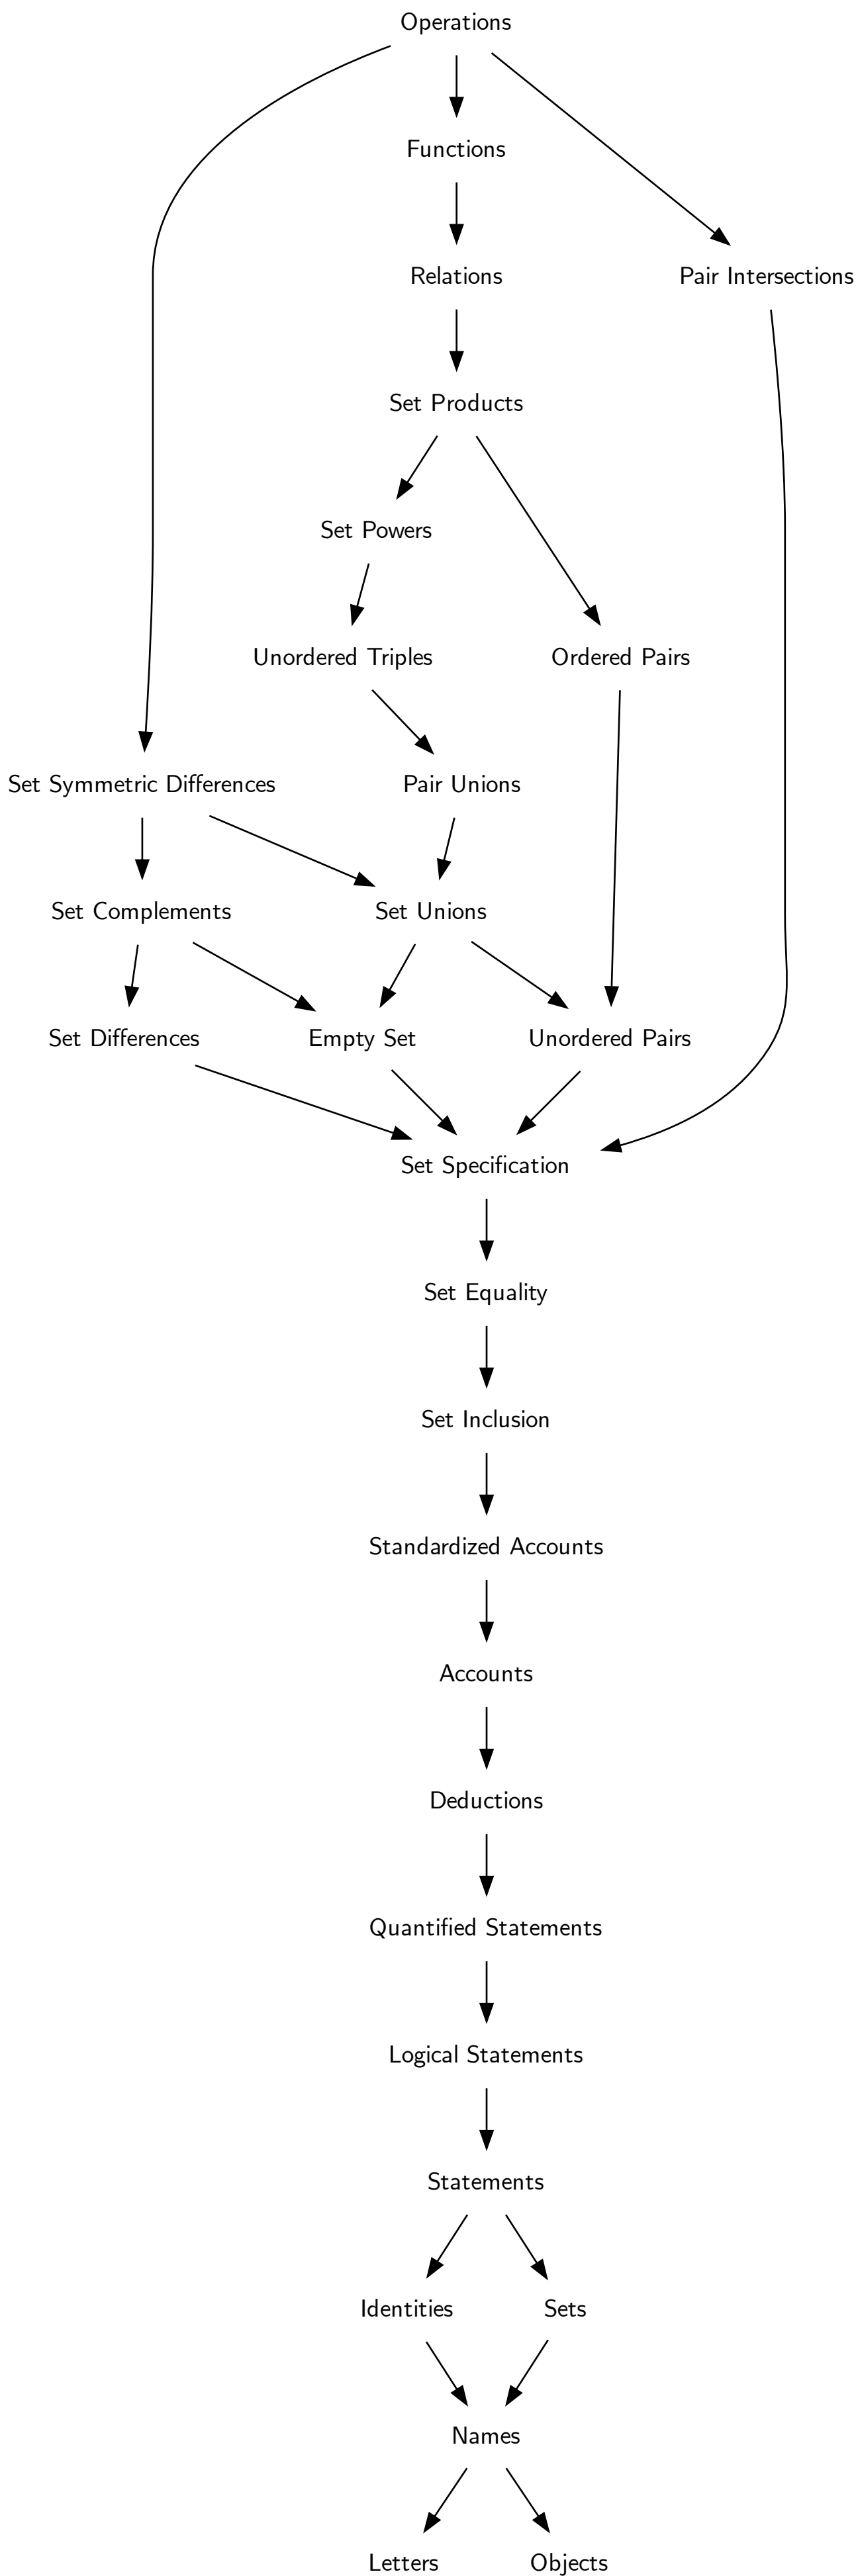 Operations
Functions
Relations
Pair Intersections
Set Products
Set Powers
Unordered Triples
Ordered Pairs
Set Symmetric Differences
Pair Unions
Set Complements
Set Unions
Set Differences
Empty Set
Unordered Pairs
Set Specification
Set Equality
Set Inclusion
Standardized Accounts
Accounts
Deductions
Quantified Statements
Logical Statements
Statements
Identities
Sets
Names
Letters
Objects